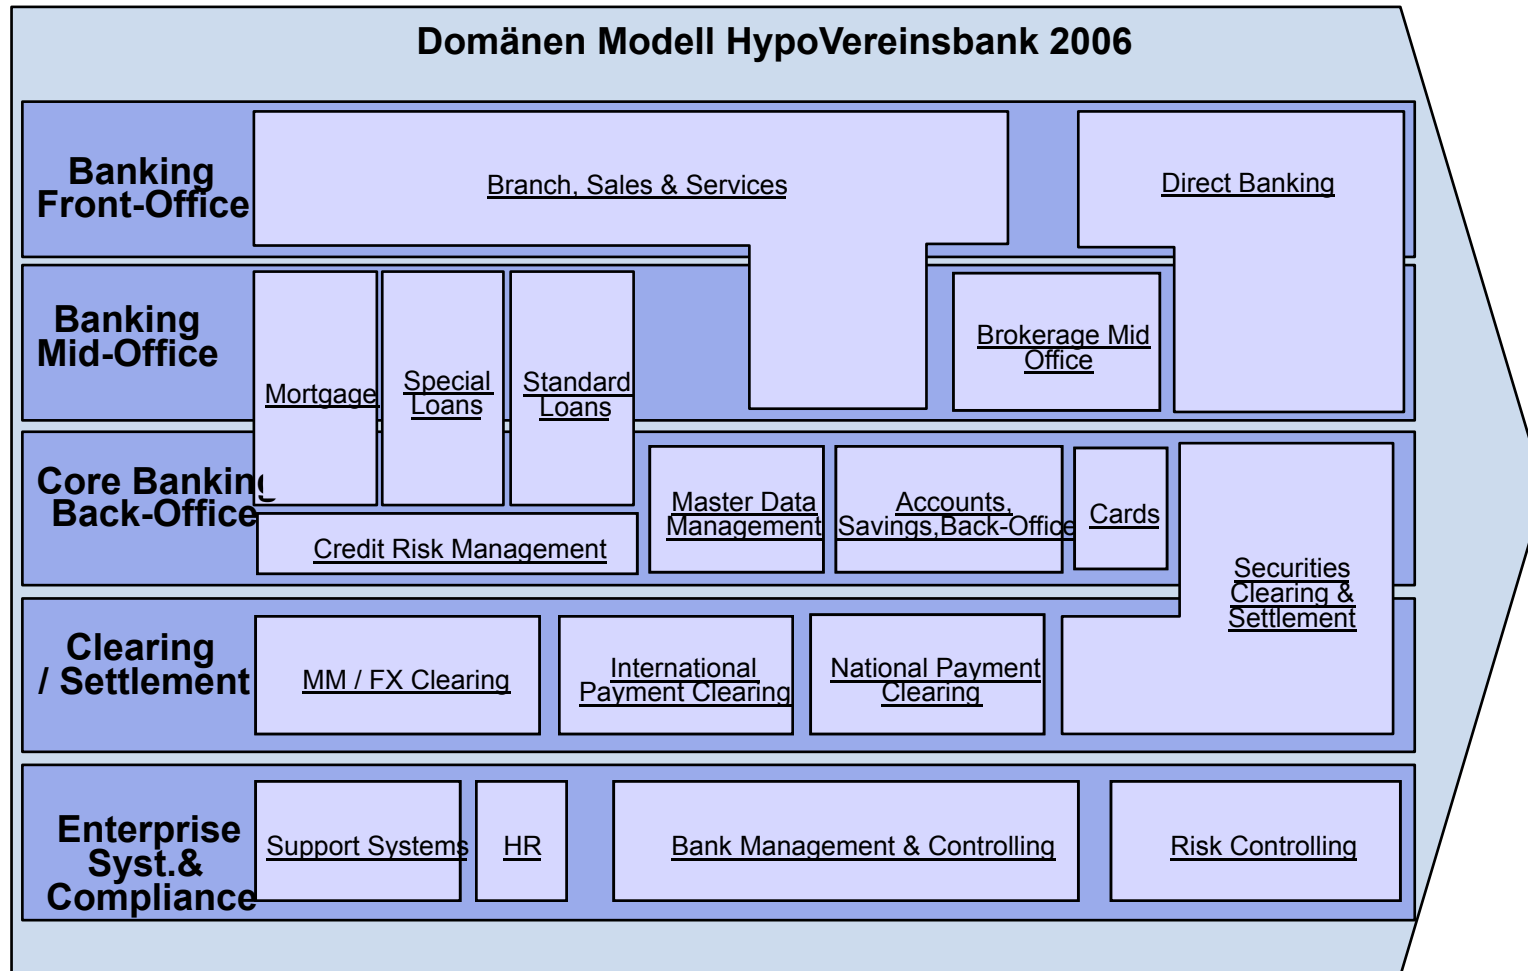 Domänen Modell HypoVereinsbank 2006
Banking
Front-Office
Branch, Sales & Services
Direct Banking
Banking
Mid-Office
Mortgage
Special
Loans
Standard
Loans
Brokerage Mid
Office
Core Banking
Back-Office
Credit Risk Management
Master Data
Management
Accounts,
Savings,Back-Office
Cards
Securities
Clearing &
Settlement
Clearing
/ Settlement
MM / FX Clearing
International
Payment Clearing
National Payment
Clearing
Enterprise
Syst.&
Compliance
Support Systems
HR
Bank Management & Controlling
Risk Controlling